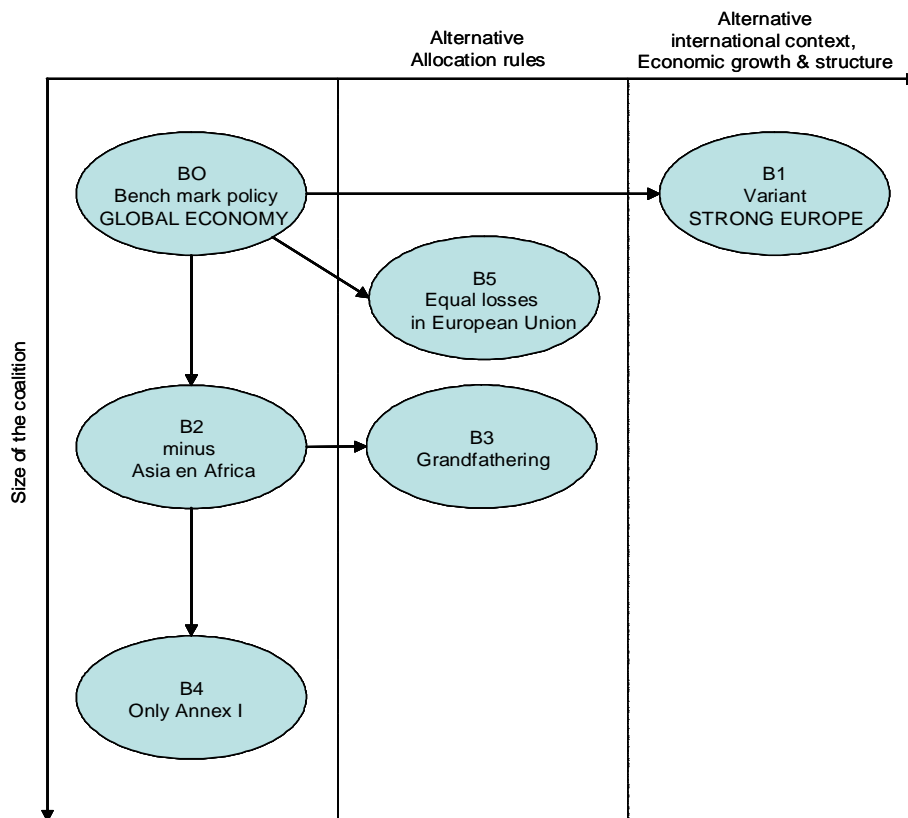 Alternative
Allocation rules
Alternative
international context,
Economic growth & structure
Size of the coalition
BO
Bench mark policy
GLOBAL ECONOMY
B1
Variant
STRONG EUROPE
B5
Equal losses
in European Union
B2
minus
Asia en Africa
B3
Grandfathering
B4
Only Annex I